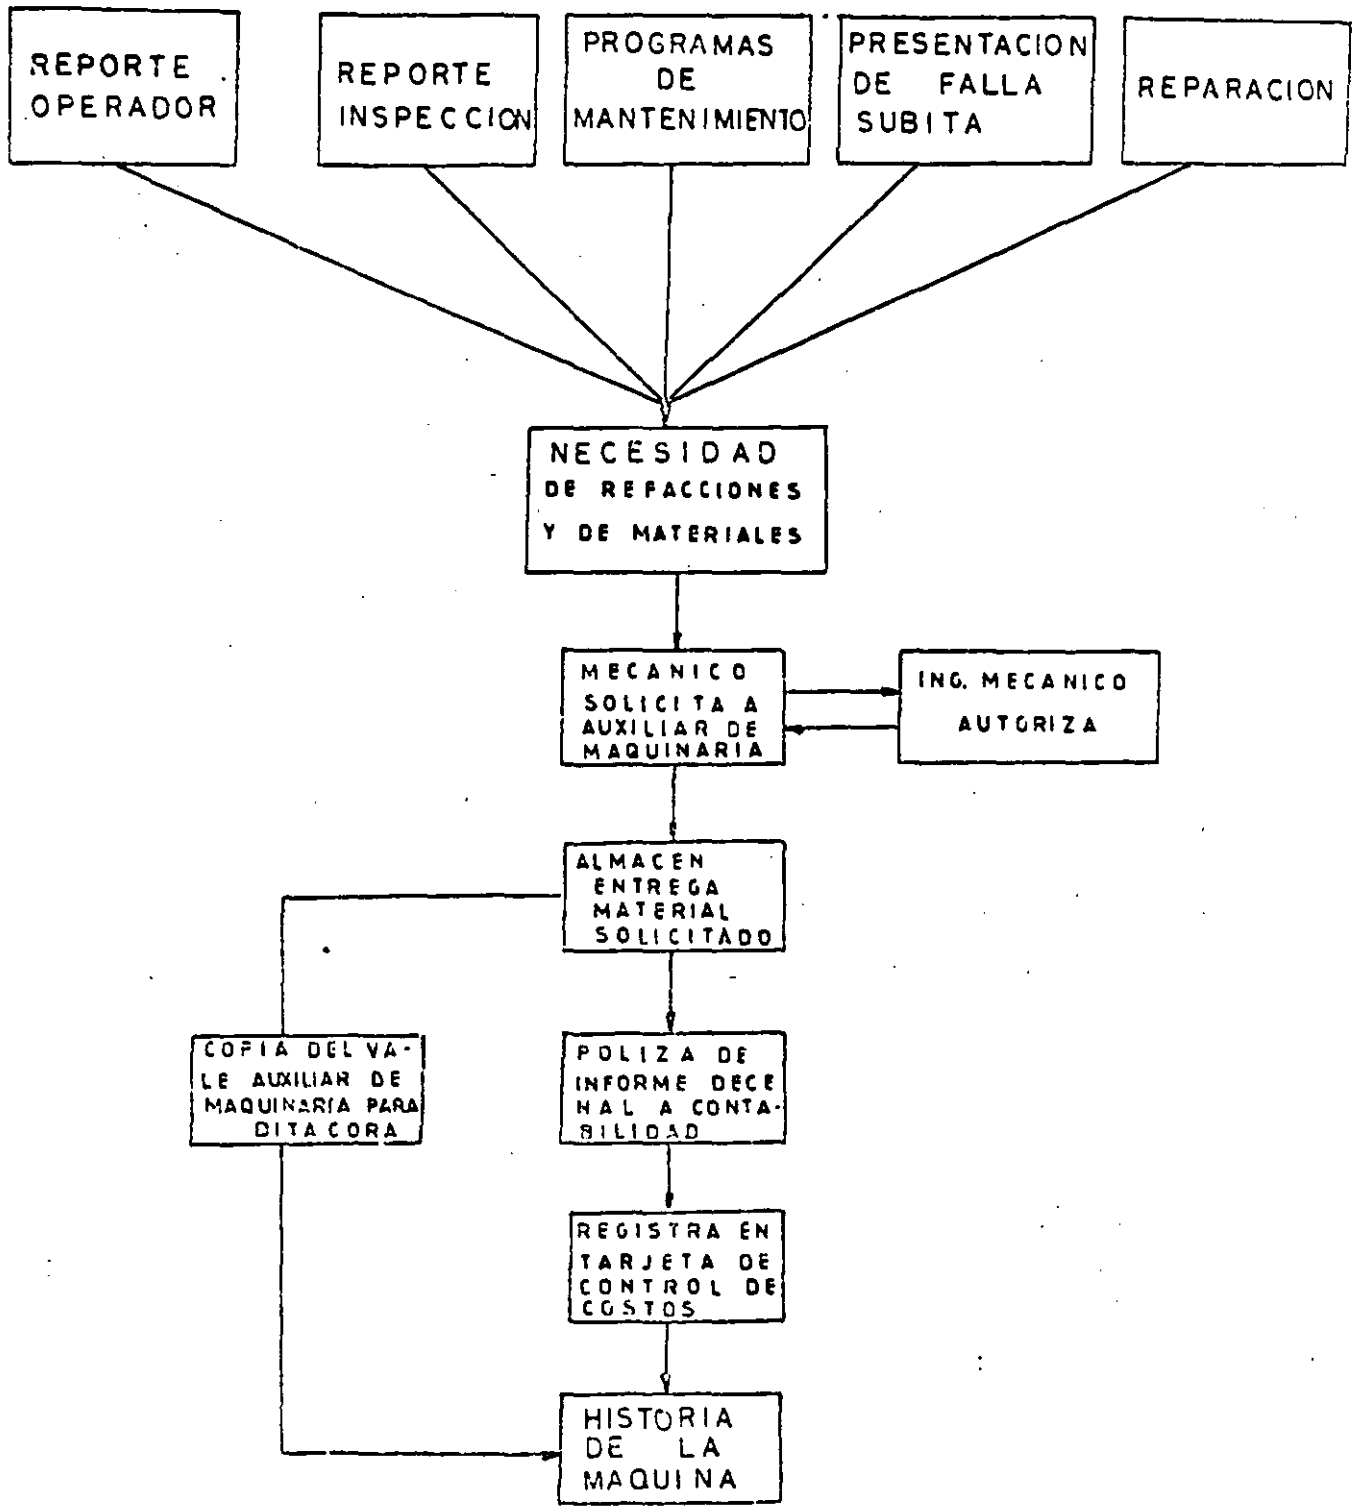 REPORTE
OPERADOR
REPORTE
INSPECCION
PROGRAMAS
DE
MANTENIMIENTO
PRESENTACION
DE FALLA
SUBITA
REPARACION
NECESIDAD
DE REFACCIONES
Y DE MATERIALES
MECANICO
SOLICITA A
AUXILIAR DE
MAQUINARIA
ING. MECANICO
AUTORIZA
ALMACEN
ENTREGA
MATERIAL
SOLICITADO
COPIA DEL VA-
LE AUXILIAR DE
MAQUINARIA PARA
BITACORA
POLIZA DE
INFORME DECE
NAL A CONTA-
BILIDAD
REGISTRA EN
TARJETA DE
CONTROL DE
COSTOS
HISTORIA
DE LA
MAQUINA